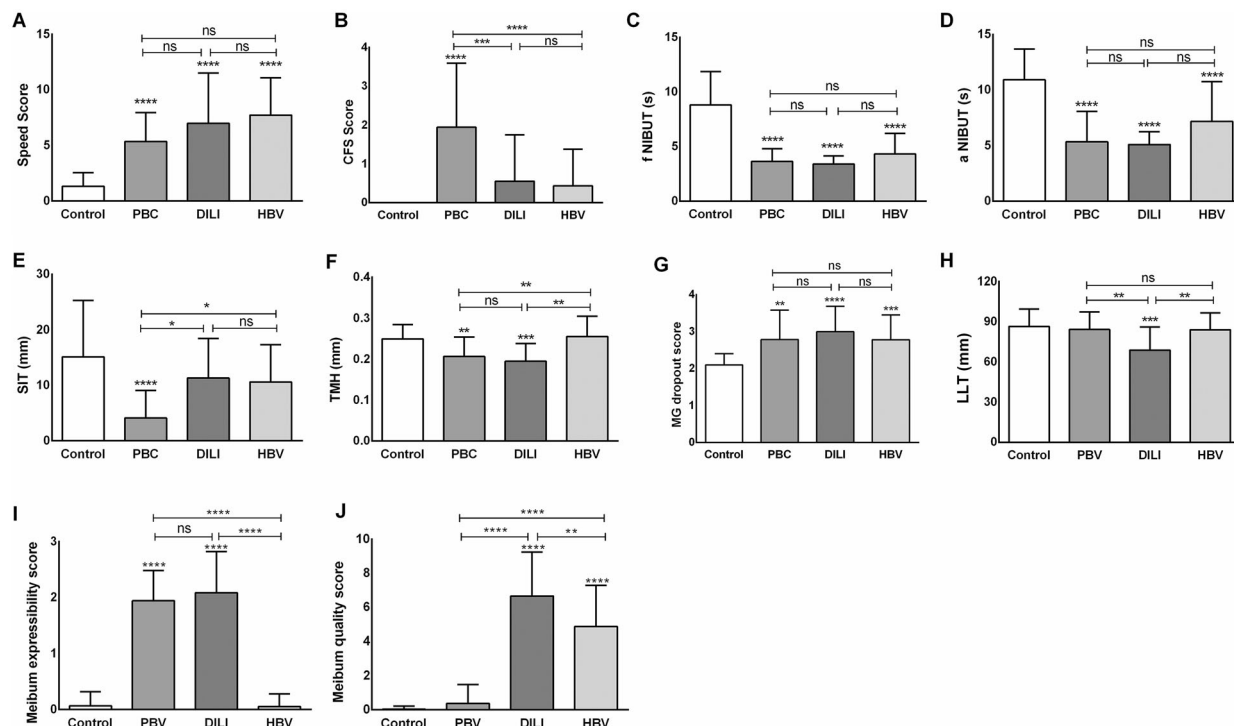 A
Speed Score
15
10
5
0
ns
ns
ns
****
****
****
Control
PBC
DILI
HBV
B
CFS Score
4
3
2
1
0
****
***
ns
****
Control
PBC
DILI
HBV
C
f NIBUT (s)
15
10
5
0
ns
ns
ns
****
****
****
Control
PBC
DILI
HBV
D
a NIBUT (s)
15
10
5
0
ns
ns
ns
****
****
****
Control
PBC
DILI
HBV
E
SIT (mm)
30
20
10
0
*
*
ns
****
Control
PBC
DILI
HBV
F
TMH (mm)
0.4
0.3
0.2
0.1
0.0
**
ns
**
**
***
Control
PBC
DILI
HBV
G
MG dropout score
4
3
2
1
0
ns
ns
ns
**
****
***
Control
PBC
DILI
HBV
H
LLT (mm)
120
90
60
30
0
ns
**
**
***
Control
PBV
DILI
HBV
I
Meibum expressibility score
3
2
1
0
****
ns
****
****
****
Control
PBV
DILI
HBV
J
Meibum quality score
10
8
6
4
2
0
****
****
**
****
****
Control
PBV
DILI
HBV